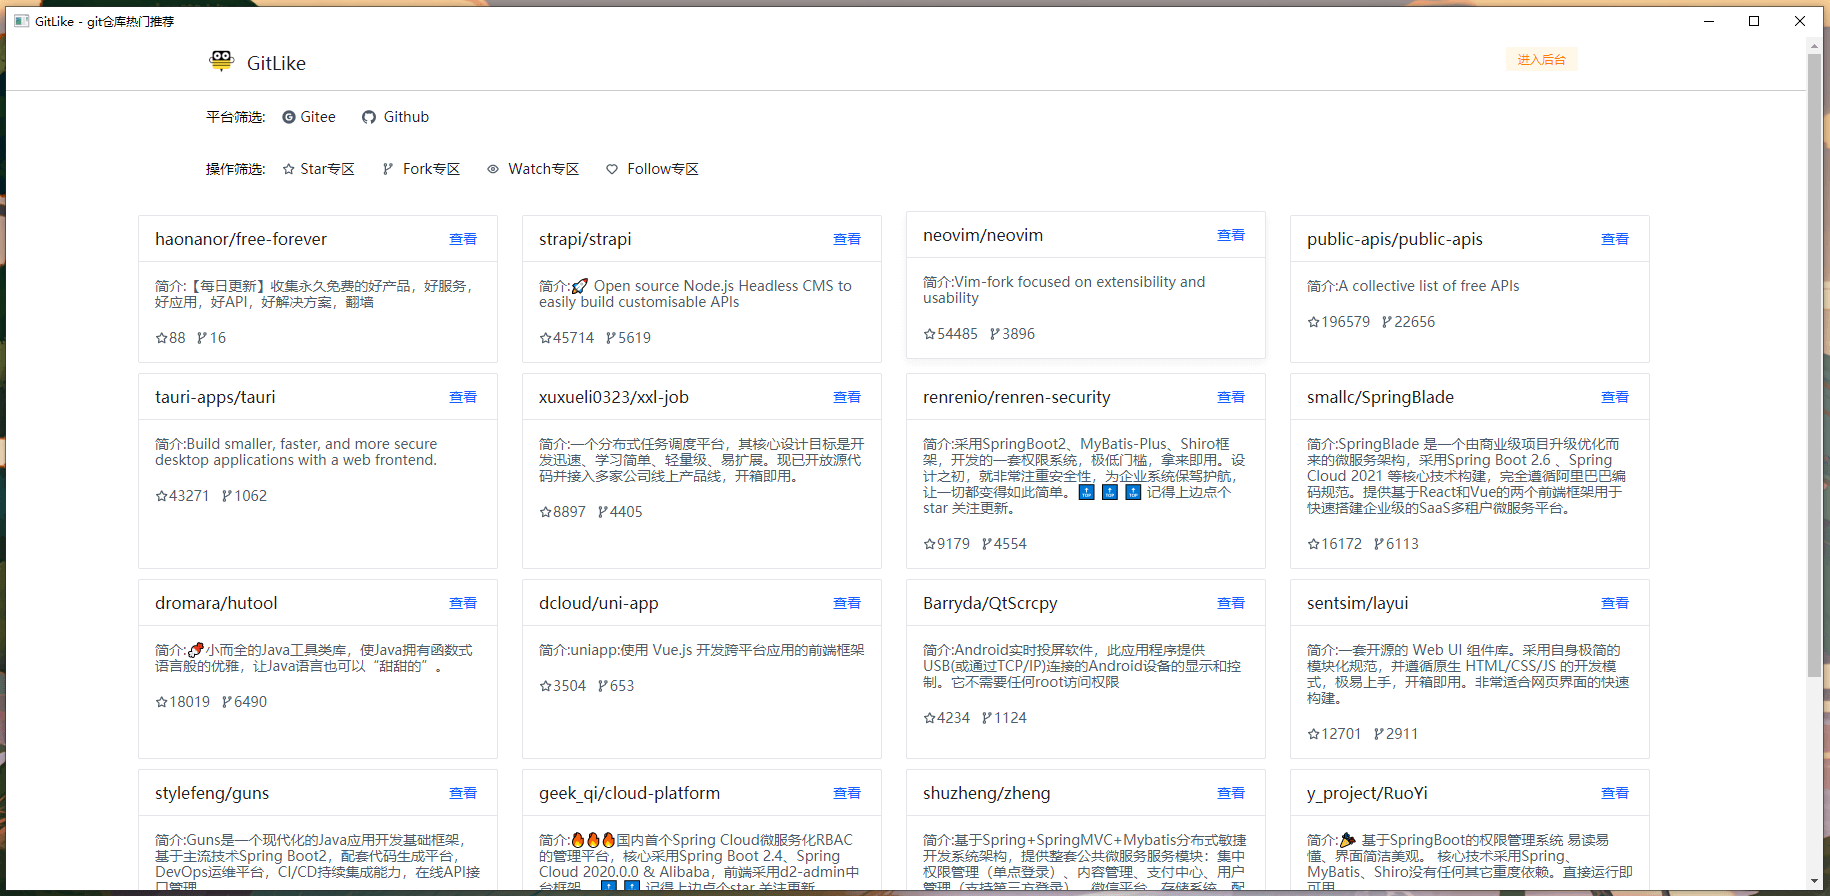 GitLike - git仓库热门推荐
GitLike
进入后台
平台筛选: Gitee Github
操作筛选: Star专区 Fork专区 Watch专区 Follow专区
haonanor/free-forever 查看
简介:【每日更新】收集永久免费的好产品，好服务，
好应用，好API，好解决方案，翻墙
88 16
strapi/strapi 查看
简介:🚀 Open source Node.js Headless CMS to
easily build customisable APIs
45714 5619
neovim/neovim 查看
简介:Vim-fork focused on extensibility and
usability
54485 3896
public-apis/public-apis 查看
简介:A collective list of free APIs
196579 22656
tauri-apps/tauri 查看
简介:Build smaller, faster, and more secure
desktop applications with a web frontend.
43271 1062
xuxueli0323/xxl-job 查看
简介:一个分布式任务调度平台，其核心设计目标是开
发迅速、学习简单、轻量级、易扩展。现已开放源代
码并接入多家公司线上产品线，开箱即用。
8897 4405
renrenio/renren-security 查看
简介:采用SpringBoot2、MyBatis-Plus、Shiro框
架，开发的一套权限系统，极低门槛，拿来即用。设
计之初，就非常注重安全性，为企业系统保驾护航，
让一切都变得如此简单。🔝 🔝 🔝 记得上边点个
star 关注更新。
9179 4554
smallc/SpringBlade 查看
简介:SpringBlade 是一个由商业级项目升级优化而
来的微服务架构，采用Spring Boot 2.6 、Spring
Cloud 2021 等核心技术构建，完全遵循阿里巴巴编
码规范。提供基于React和Vue的两个前端框架用于
快速搭建企业级的SaaS多租户微服务平台。
16172 6113
dromara/hutool 查看
简介:🍬小而全的Java工具类库，使Java拥有函数式
语言般的优雅，让Java语言也可以“甜甜的”。
18019 6490
dcloud/uni-app 查看
简介:uniapp:使用 Vue.js 开发跨平台应用的前端框架
3504 653
Barryda/QtScrcpy 查看
简介:Android实时投屏软件，此应用程序提供
USB(或通过TCP/IP)连接的Android设备的显示和控
制。它不需要任何root访问权限
4234 1124
sentsim/layui 查看
简介:一套开源的 Web UI 组件库。采用自身极简的
模块化规范，并遵循原生 HTML/CSS/JS 的开发模
式，极易上手，开箱即用。非常适合网页界面的快速
构建。
12701 2911
stylefeng/guns 查看
简介:Guns是一个现代化的Java应用开发基础框架，
基于主流技术Spring Boot2，配套代码生成平台，
DevOps运维平台，CI/CD持续集成能力，在线API接
口管理
geek_qi/cloud-platform 查看
简介:🔥🔥🔥国内首个Spring Cloud微服务化RBAC
的管理平台，核心采用Spring Boot 2.4、Spring
Cloud 2020.0.0 & Alibaba，前端采用d2-admin中
台框架。 🔝 🔝 记得上边点个star 关注更新
shuzheng/zheng 查看
简介:基于Spring+SpringMVC+Mybatis分布式敏捷
开发系统架构，提供整套公共微服务服务模块：集中
权限管理（单点登录）、内容管理、支付中心、用户
管理（支持第三方登录）、微信平台、存储系统、配
y_project/RuoYi 查看
简介:🎉 基于SpringBoot的权限管理系统 易读易
懂、界面简洁美观。 核心技术采用Spring、
MyBatis、Shiro没有任何其它重度依赖。直接运行即
可用